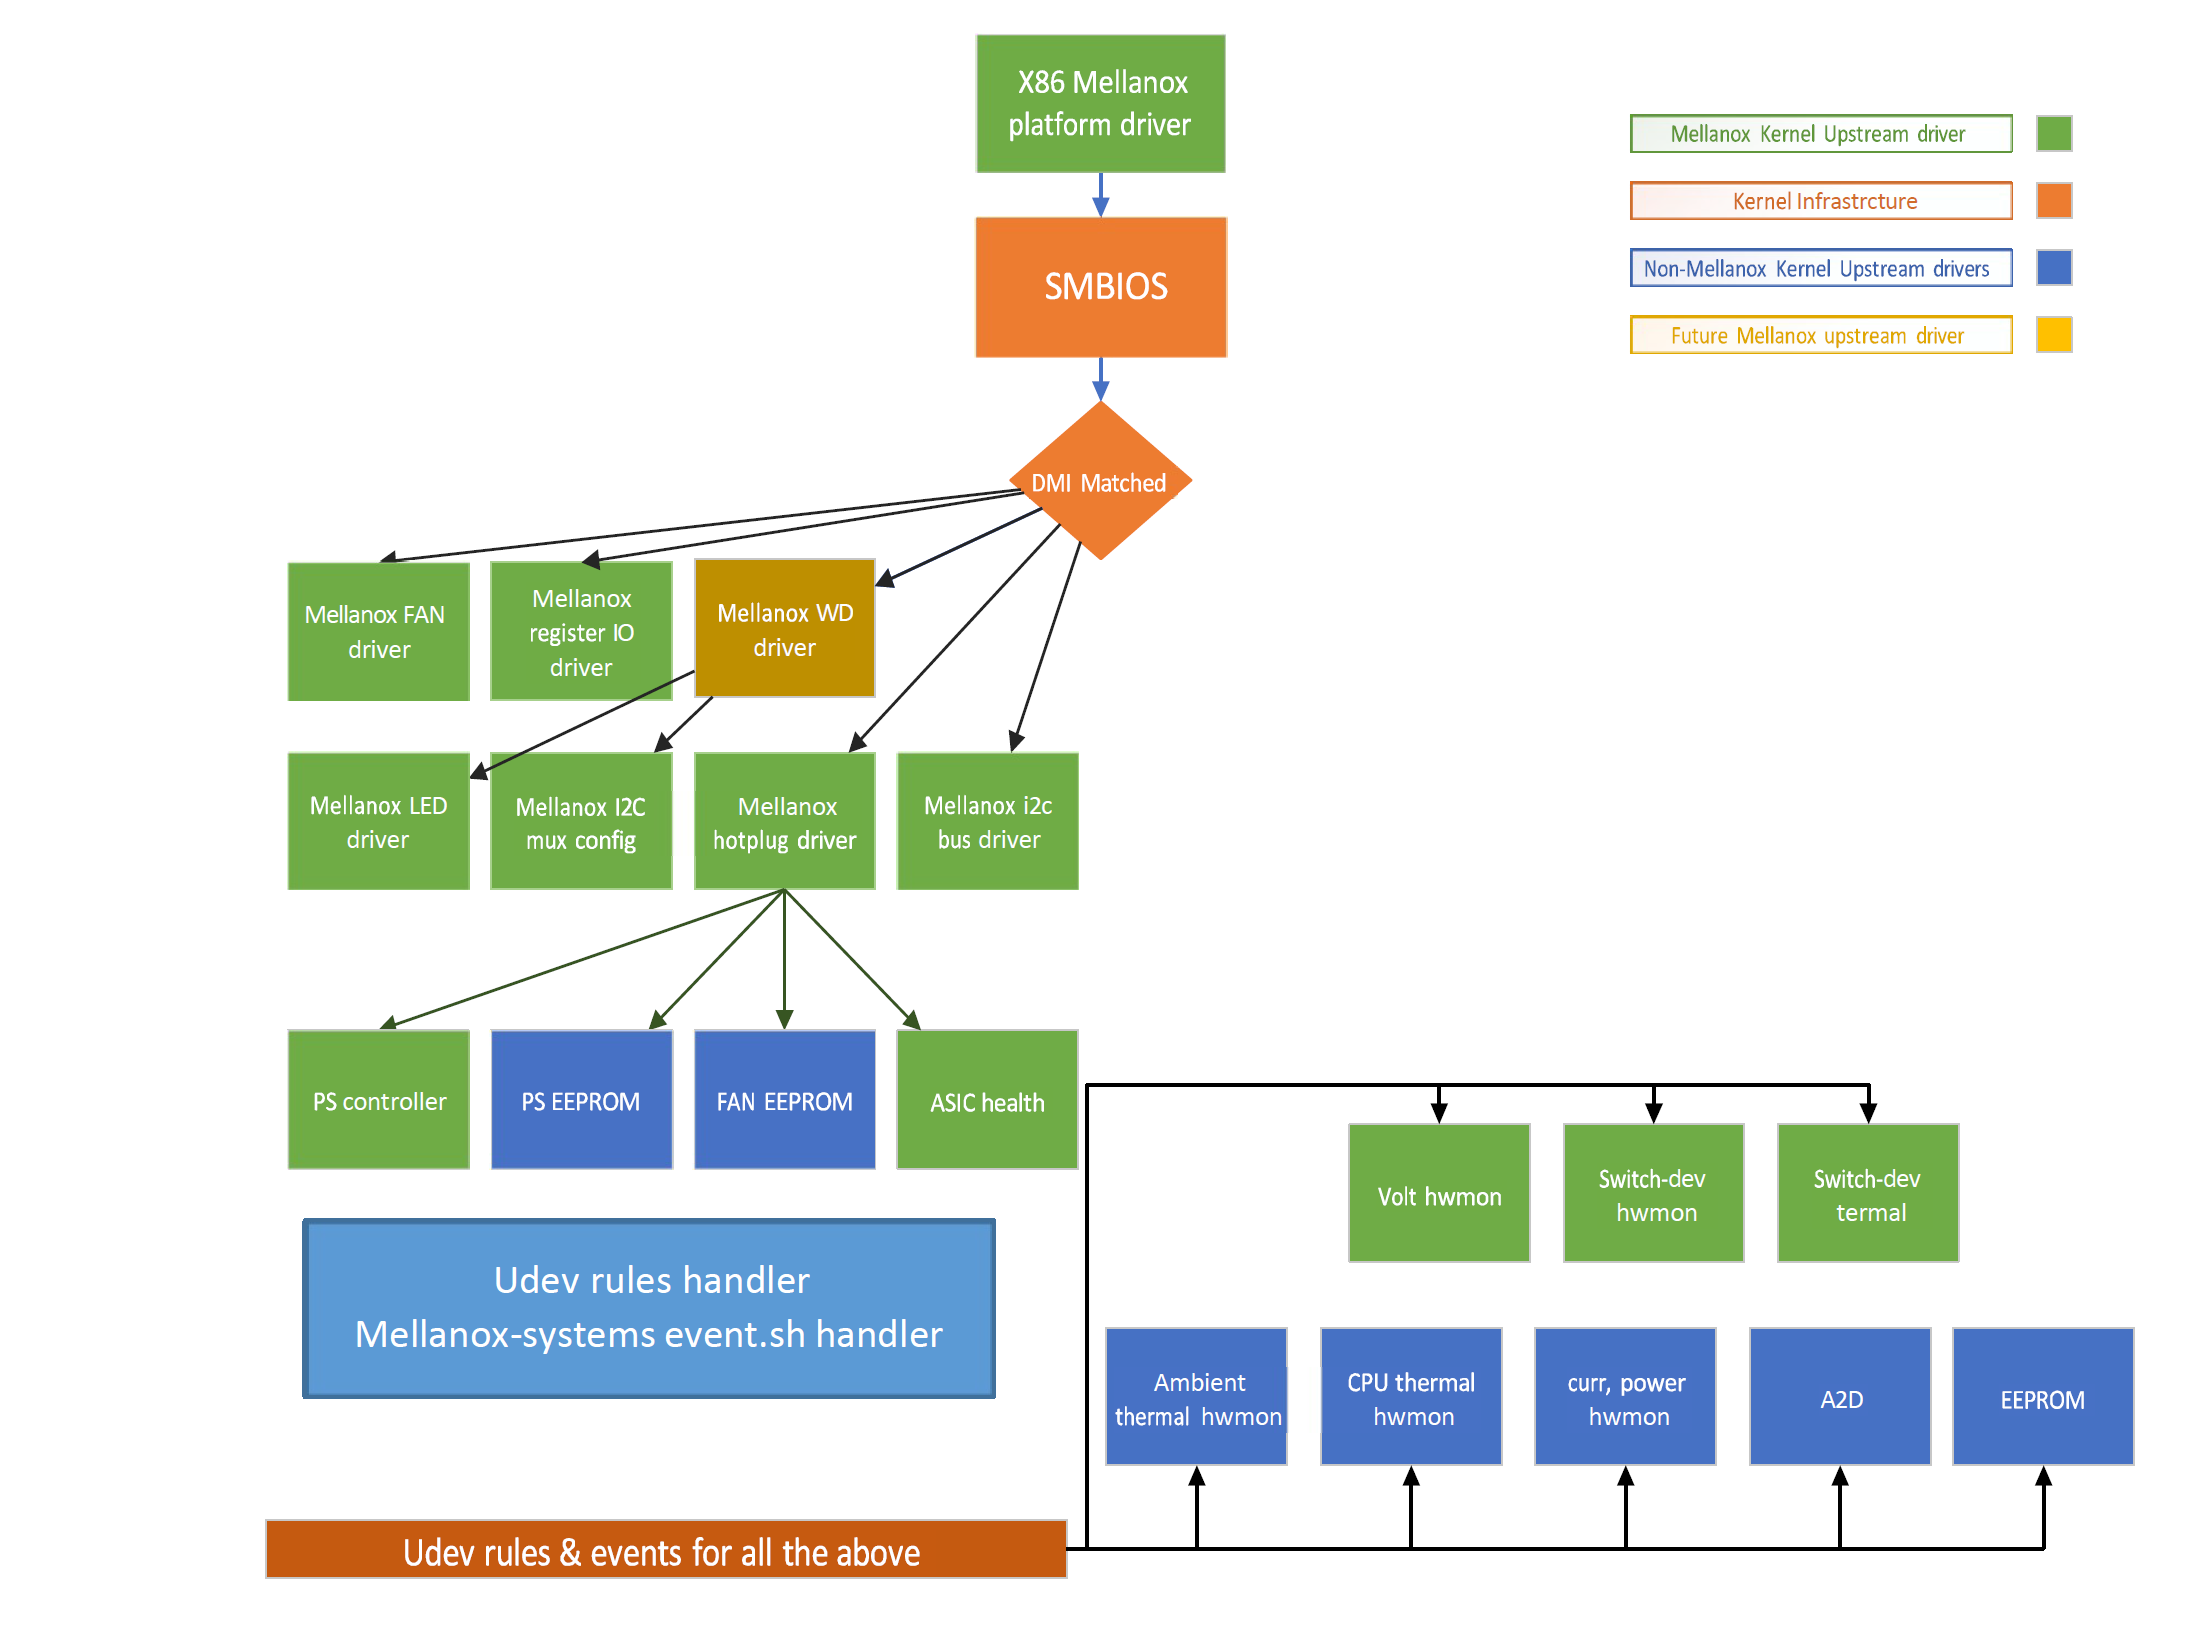 X86 Mellanox
platform driver
Mellanox Kernel Upstream driver
Kernel Infrastrcture
Non-Mellanox Kernel Upstream drivers
Future Mellanox upstream driver
SMBIOS
DMI Matched
Mellanox FAN
driver
Mellanox
register IO
driver
Mellanox WD
driver
Mellanox LED
driver
Mellanox I2C
mux config
Mellanox
hotplug driver
Mellanox i2c
bus driver
PS controller
PS EEPROM
FAN EEPROM
ASIC health
Volt hwmon
Switch-dev
hwmon
Switch-dev
termal
Udev rules handler
Mellanox-systems event.sh handler
Ambient
thermal hwmon
CPU thermal
hwmon
curr, power
hwmon
A2D
EEPROM
Udev rules & events for all the above